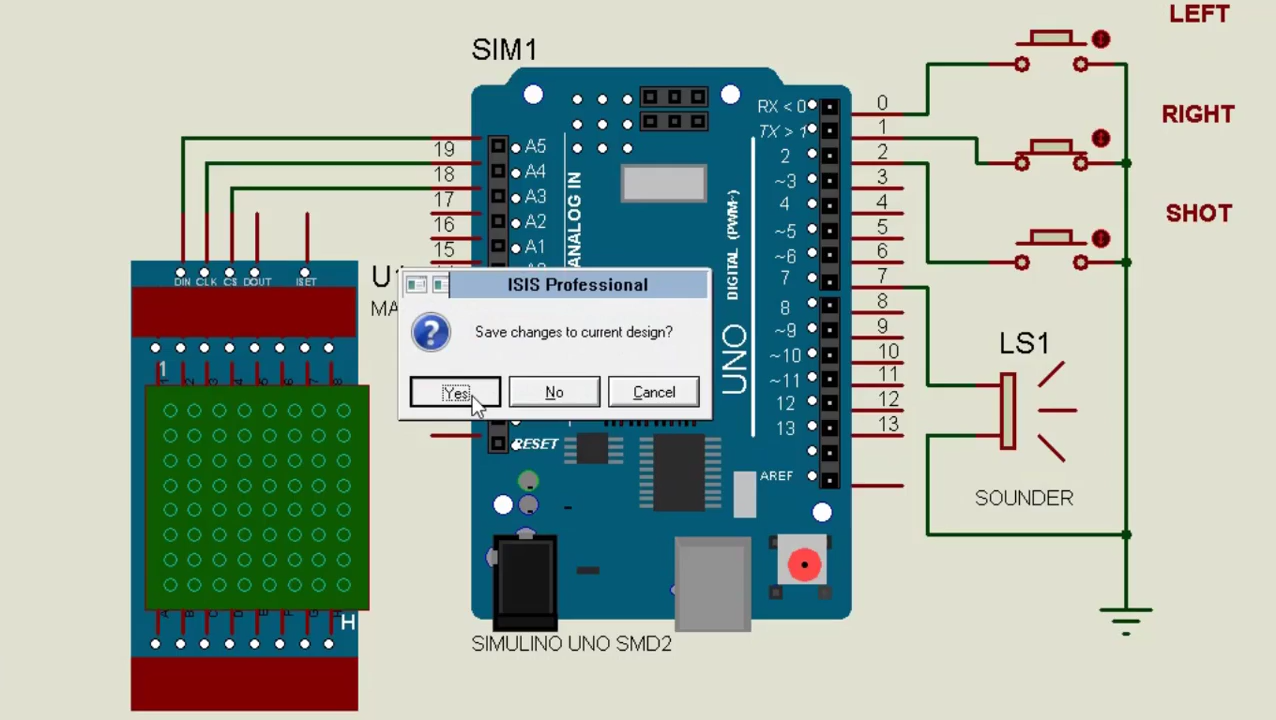 LEFT
SIM1
RX < 0
0
TX > 1
1
RIGHT
2
2
~3
3
4
4
~5
5
~6
6
7
7
8
8
~9
9
~10
10
~11
11
12
12
13
13
AREF
DIGITAL (PWM~)
UNO
ANALOG IN
A5
19
A4
18
A3
17
A2
16
A1
15
RESET
SHOT
DIN
CLK
CS
DOUT
ISET
U1
MA
ISIS Professional
Save changes to current design?
Yes
No
Cancel
LS1
SOUNDER
1
H
SIMULINO UNO SMD2